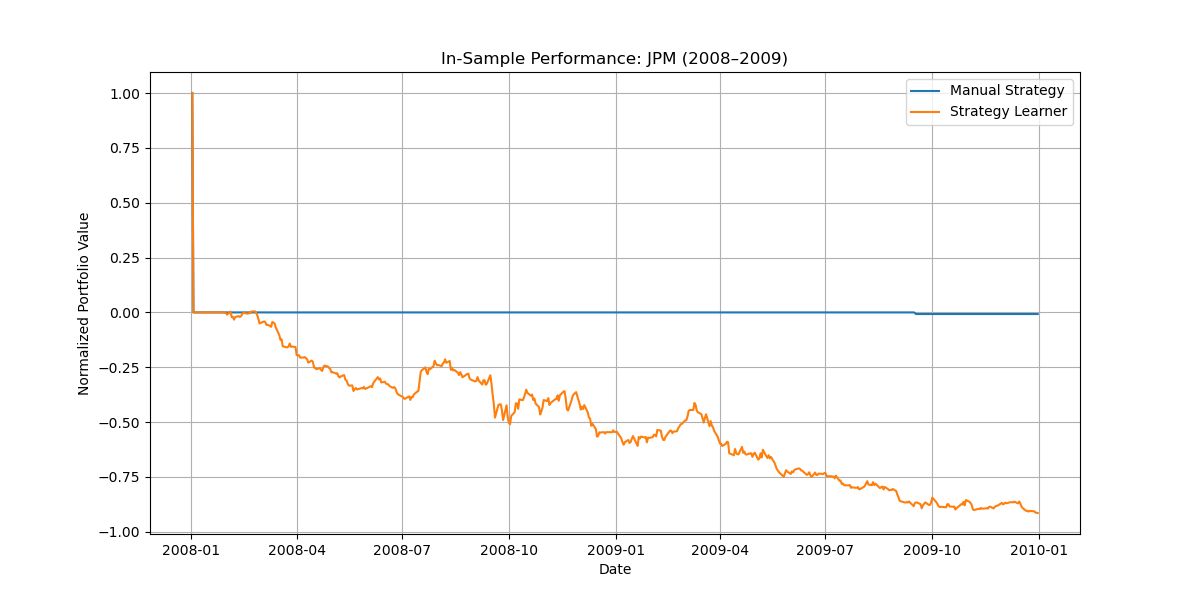 In-Sample Performance: JPM (2008–2009)
Manual Strategy
Strategy Learner
Normalized Portfolio Value
1.00
0.75
0.50
0.25
0.00
−0.25
−0.50
−0.75
−1.00
2008-01 2008-04 2008-07 2008-10 2009-01 2009-04 2009-07 2009-10 2010-01
Date